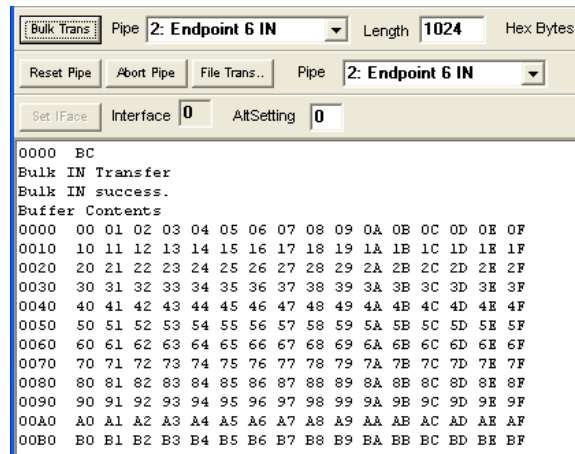 Bulk Trans Pipe 2: Endpoint 6 IN Length 1024 Hex Bytes
Reset Pipe Abort Pipe File Trans.. Pipe 2: Endpoint 6 IN
Set IFace Interface 0 AltSetting 0
0000 BC
Bulk IN Transfer
Bulk IN success.
Buffer Contents
0000 00 01 02 03 04 05 06 07 08 09 0A 0B 0C 0D 0E 0F
0010 10 11 12 13 14 15 16 17 18 19 1A 1B 1C 1D 1E 1F
0020 20 21 22 23 24 25 26 27 28 29 2A 2B 2C 2D 2E 2F
0030 30 31 32 33 34 35 36 37 38 39 3A 3B 3C 3D 3E 3F
0040 40 41 42 43 44 45 46 47 48 49 4A 4B 4C 4D 4E 4F
0050 50 51 52 53 54 55 56 57 58 59 5A 5B 5C 5D 5E 5F
0060 60 61 62 63 64 65 66 67 68 69 6A 6B 6C 6D 6E 6F
0070 70 71 72 73 74 75 76 77 78 79 7A 7B 7C 7D 7E 7F
0080 80 81 82 83 84 85 86 87 88 89 8A 8B 8C 8D 8E 8F
0090 90 91 92 93 94 95 96 97 98 99 9A 9B 9C 9D 9E 9F
00A0 A0 A1 A2 A3 A4 A5 A6 A7 A8 A9 AA AB AC AD AE AF
00B0 B0 B1 B2 B3 B4 B5 B6 B7 B8 B9 BA BB BC BD BE BF